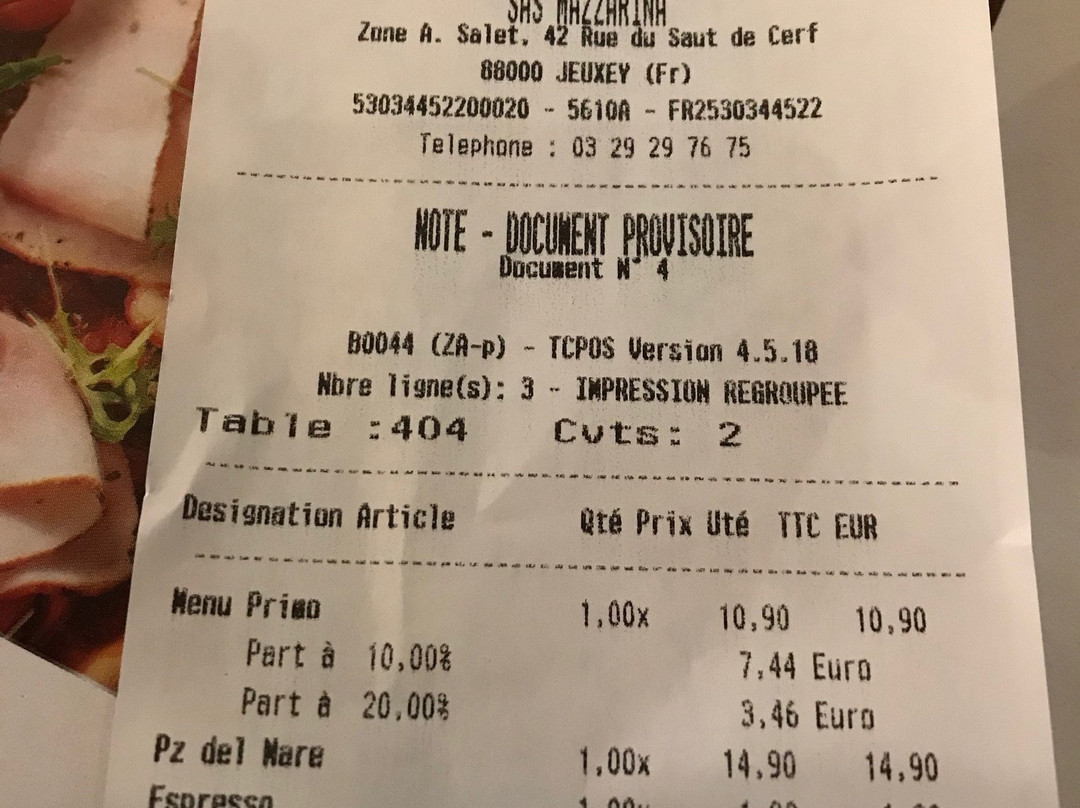 SAS MAZZARINA
Zone A. Salet, 42 Rue du Saut de Cerf
88000 JEUXEY (Fr)
53034452200020 - 5610A - FR2530344522
Telephone : 03 29 29 76 75
NOTE - DOCUMENT PROVISOIRE
Document N° 4
B0044 (ZA-p) - TCPOS Version 4.5.18
Nbre ligne(s): 3 - IMPRESSION REGROUPEE
Table :404 Cvts: 2
Designation Article Qté Prix Uté TTC EUR
Menu Primo 1,00x 10,90 10,90
Part à 10,00% 7,44 Euro
Part à 20,00% 3,46 Euro
Pz del Mare 1,00x 14,90 14,90
Espresso